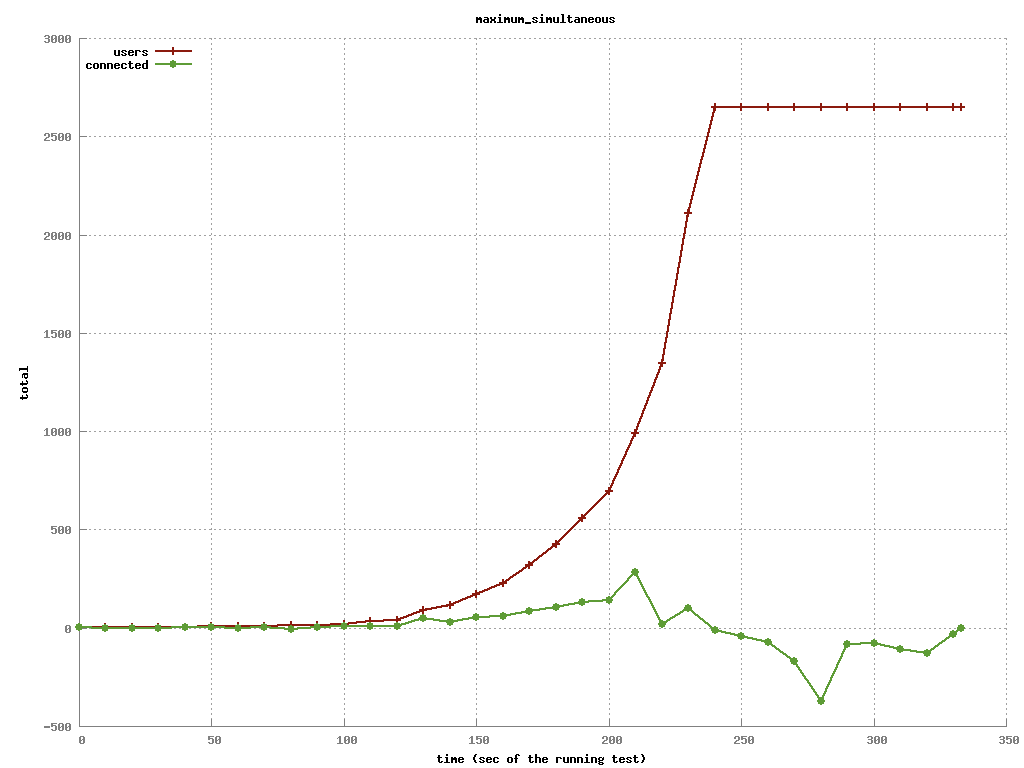 maximum_simultaneous
3000
users
connected
2500
2000
1500
total
1000
500
0
-500
0 50 100 150 200 250 300 350
time (sec of the running test)